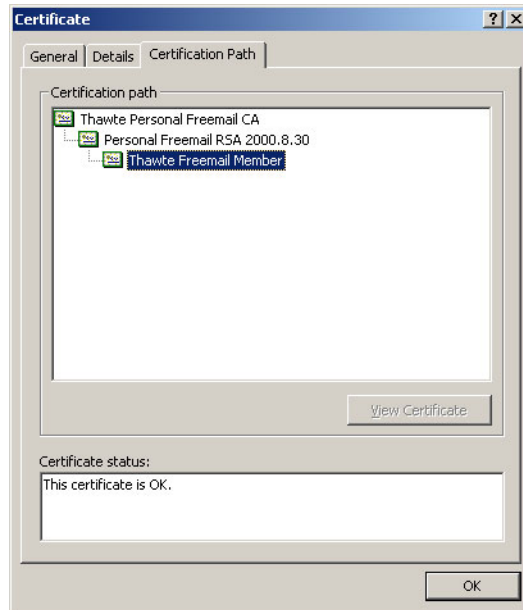 Certificate
General Details Certification Path
Certification path
Thawte Personal Freemail CA
Personal Freemail RSA 2000.8.30
Thawte Freemail Member
View Certificate
Certificate status:
This certificate is OK.
OK